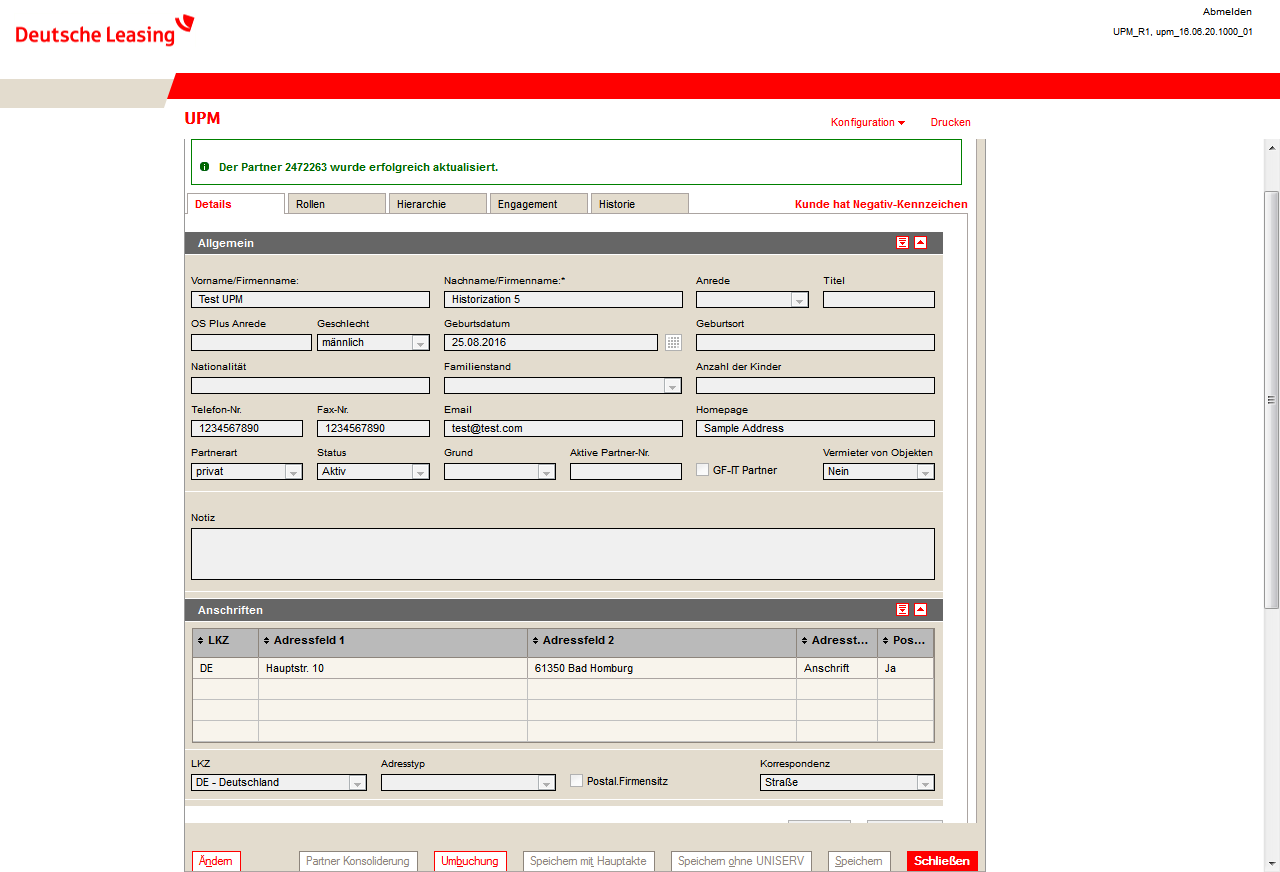 Deutsche Leasing
Abmelden
UPM_R1, upm_16.06.20.1000_01
UPM
Konfiguration
Drucken
Der Partner 2472263 wurde erfolgreich aktualisiert.
Details Rollen Hierarchie Engagement Historie Kunde hat Negativ-Kennzeichen
Allgemein
Vorname/Firmenname: Nachname/Firmenname:* Anrede Titel
Test UPM Historization 5
OS Plus Anrede Geschlecht Geburtsdatum Geburtsort
männlich 25.08.2016
Nationalität Familienstand Anzahl der Kinder
Telefon-Nr. Fax-Nr. Email Homepage
1234567890 1234567890 test@test.com Sample Address
Partnerart Status Grund Aktive Partner-Nr. Vermieter von Objekten
privat Aktiv GF-IT Partner Nein
Notiz
Anschriften
LKZ Adressfeld 1 Adressfeld 2 Adresst... Pos...
DE Hauptstr. 10 61350 Bad Homburg Anschrift Ja
LKZ Adresstyp Korrespondenz
DE - Deutschland Postal.Firmensitz Straße
Ändern Partner Konsolidierung Umbuchung Speichern mit Hauptakte Speichern ohne UNISERV Speichern Schließen